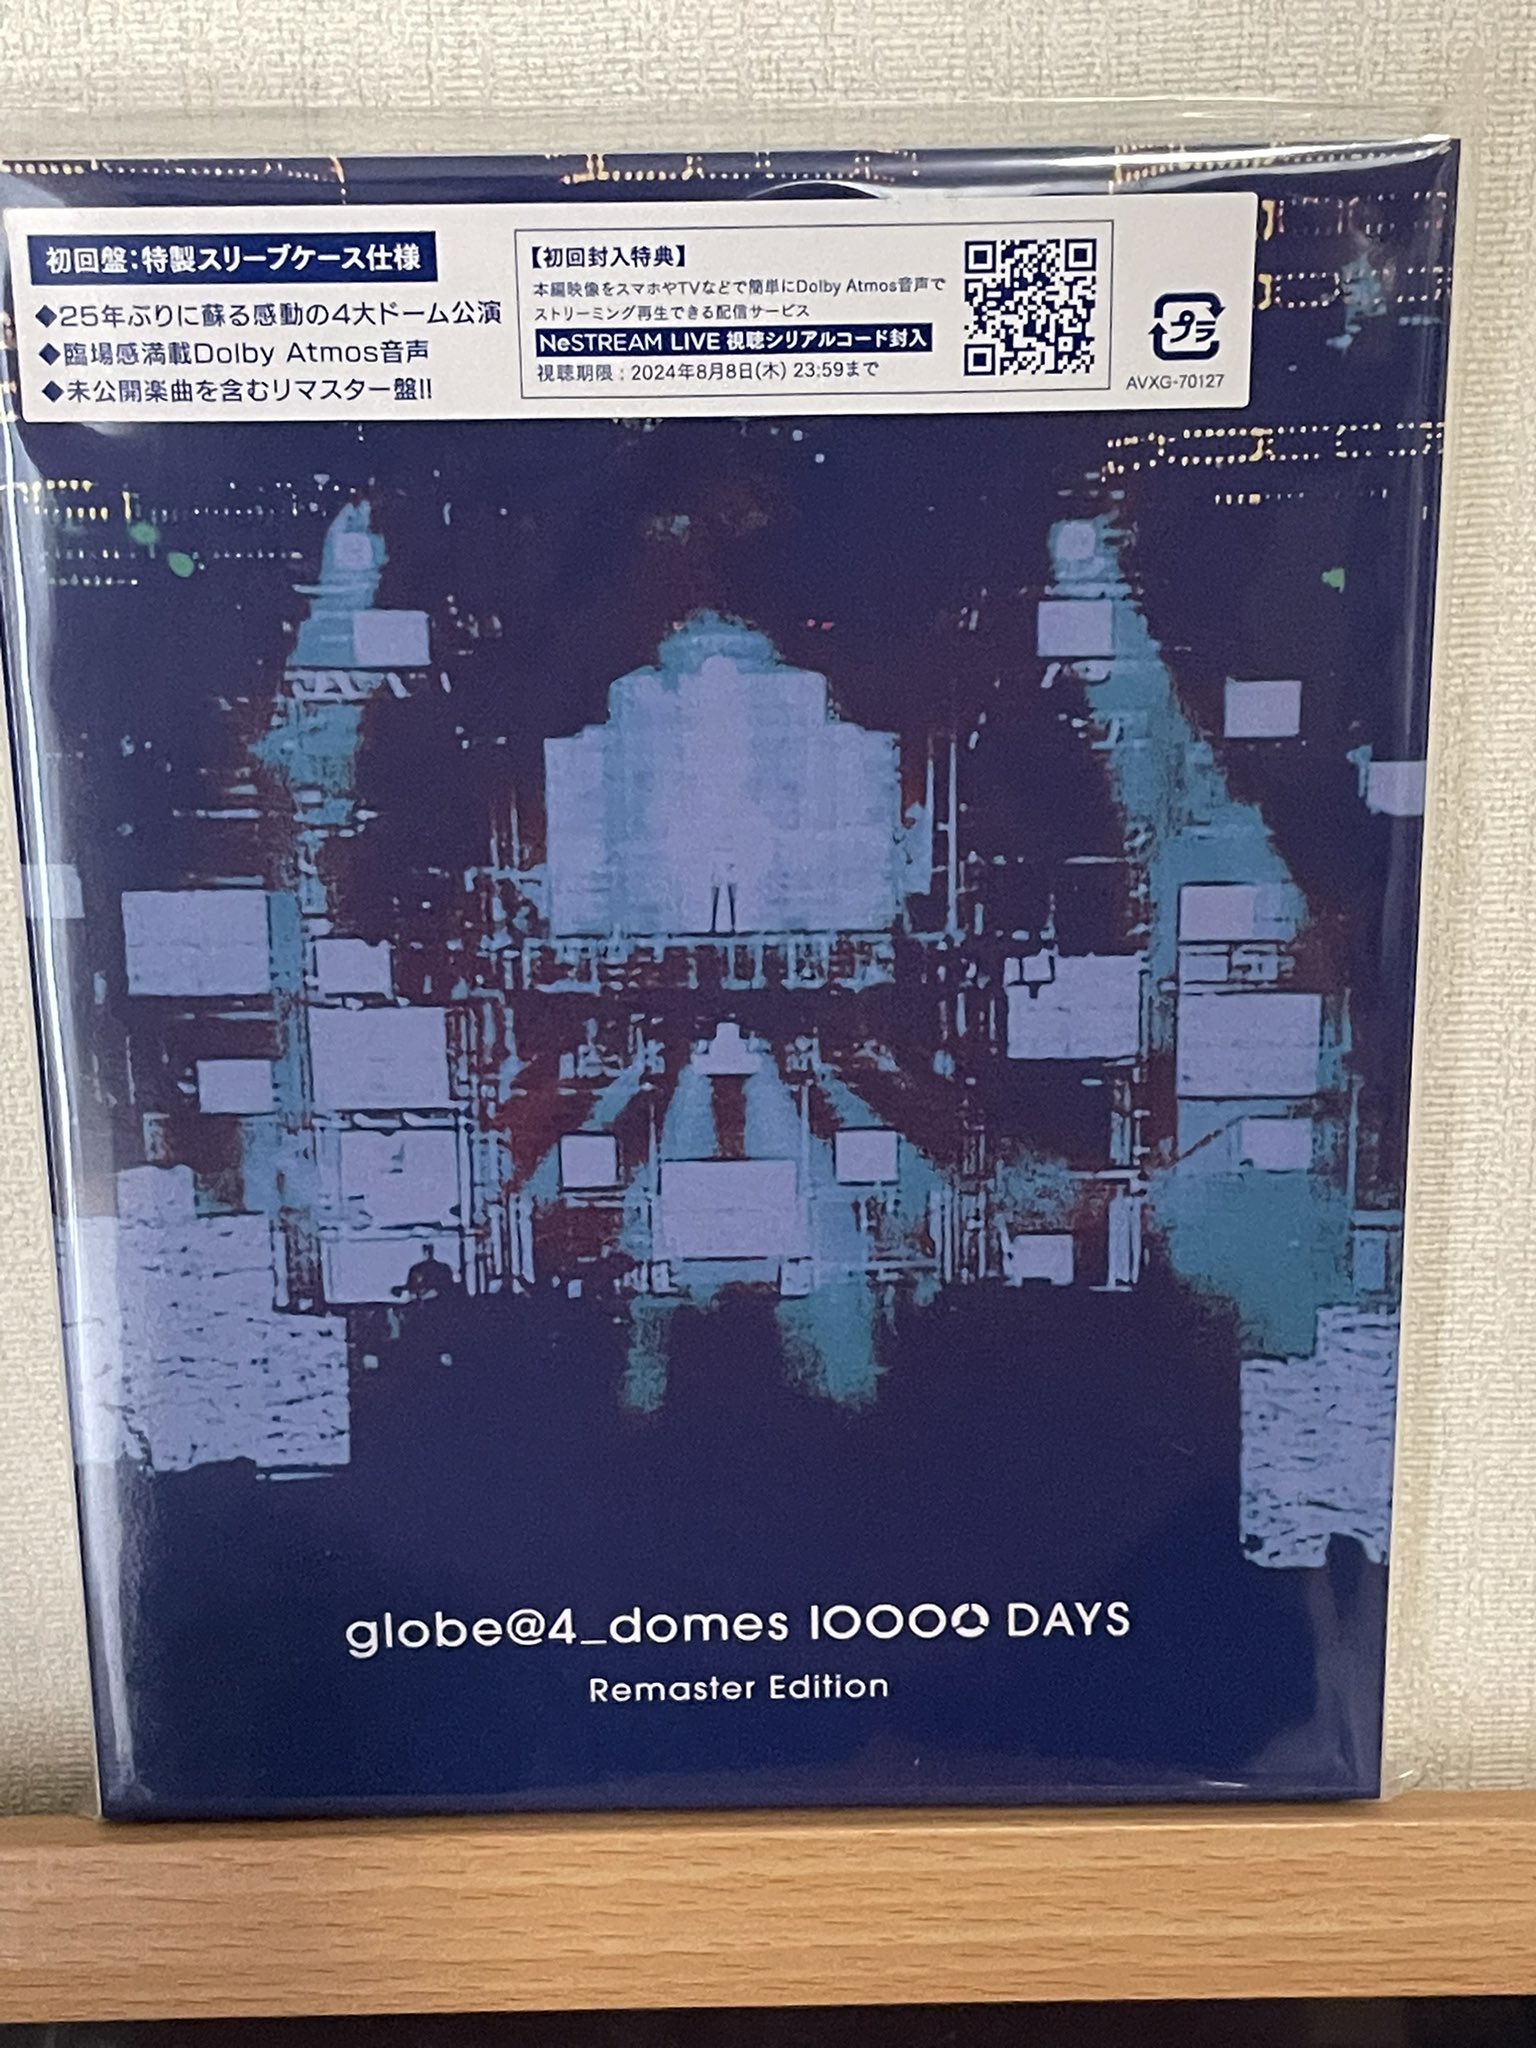 初回盤:特製スリーブケース仕様
◆25年ぶりに蘇る感動の4大ドーム公演
◆臨場感満載Dolby Atmos音声
◆未公開楽曲を含むリマスター盤!!
【初回封入特典】
本編映像をスマホやTVなどで簡単にDolby Atmos音声で
ストリーミング再生できる配信サービス
NeSTREAM LIVE 視聴シリアルコード封入
視聴期限:2024年8月8日(木) 23:59まで
プラ
AVXG-70127
globe@4_domes 10000 DAYS
Remaster Edition